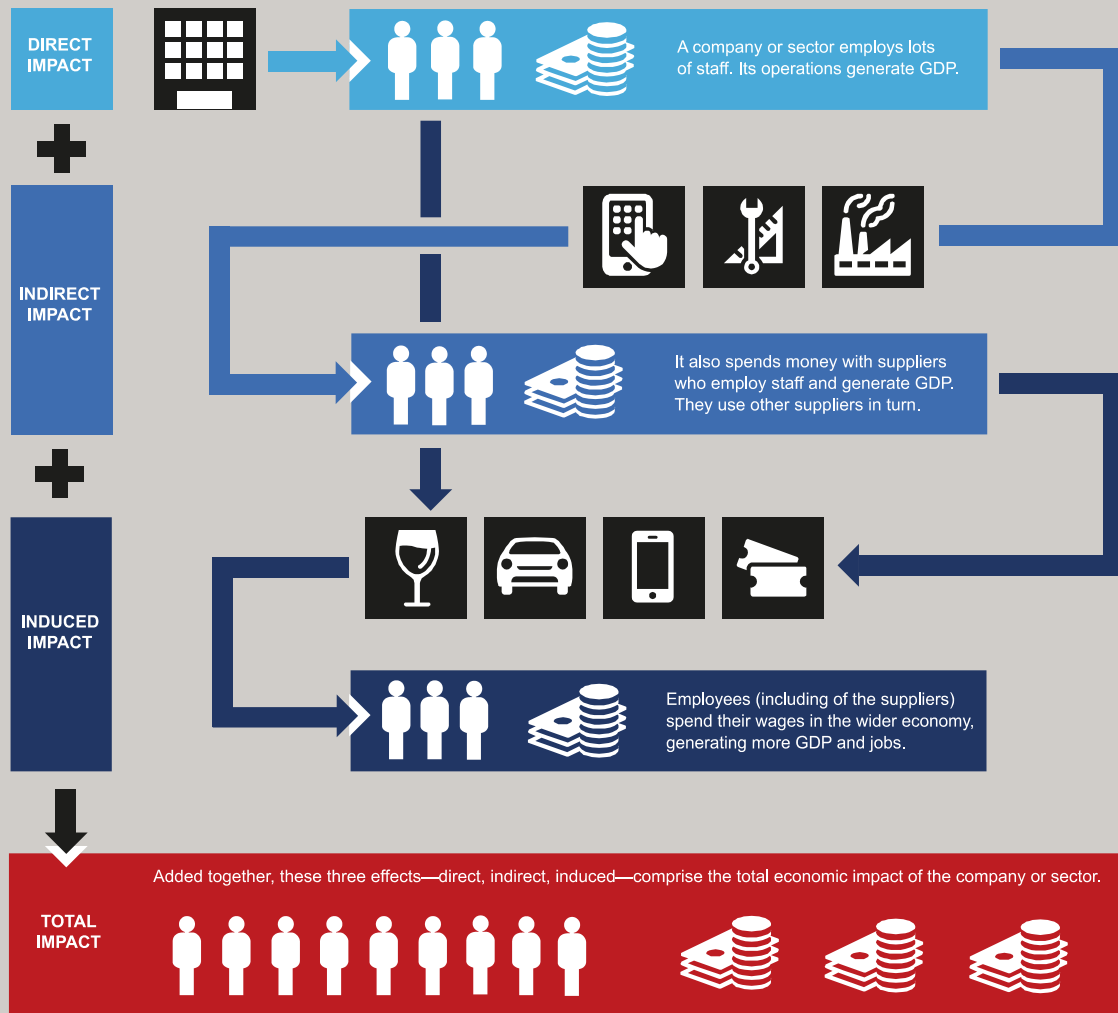 DIRECT
IMPACT
A company or sector employs lots
of staff. Its operations generate GDP.
INDIRECT
IMPACT
It also spends money with suppliers
who employ staff and generate GDP.
They use other suppliers in turn.
INDUCED
IMPACT
Employees (including of the suppliers)
spend their wages in the wider economy,
generating more GDP and jobs.
Added together, these three effects—direct, indirect, induced—comprise the total economic impact of the company or sector.
TOTAL
IMPACT